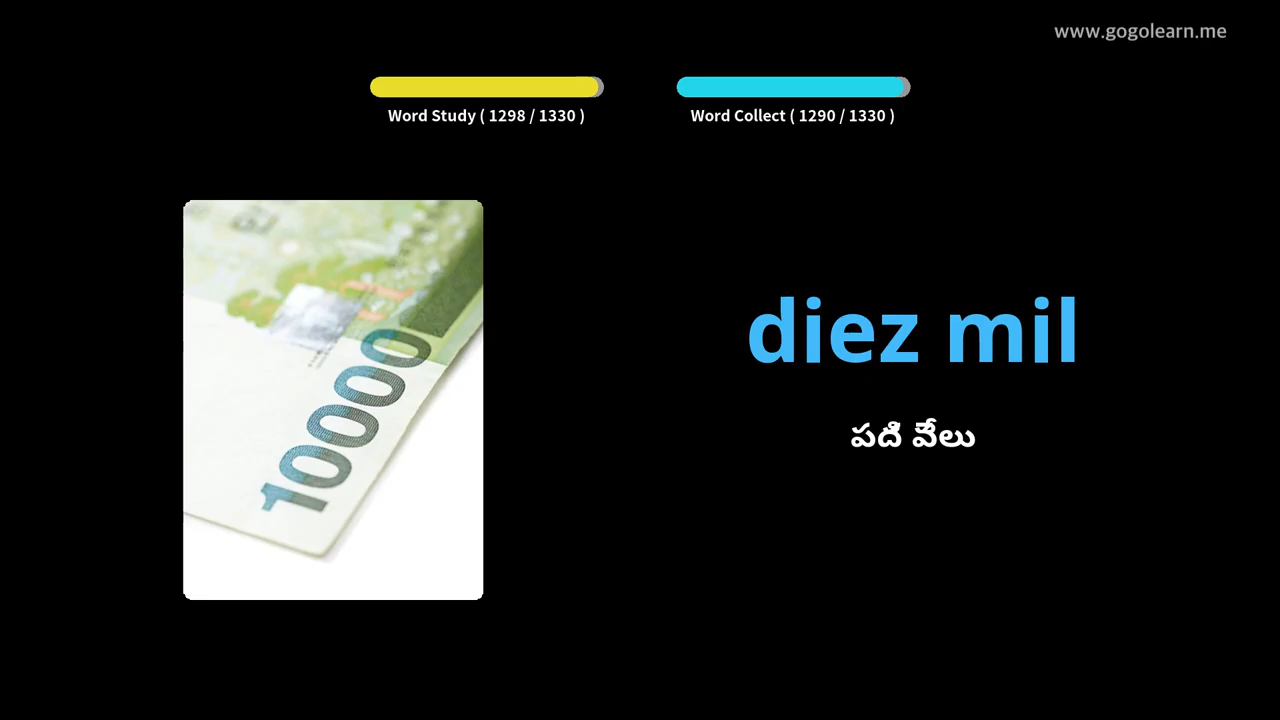 www.gogolearn.me
Word Study ( 1298 / 1330 )
Word Collect ( 1290 / 1330 )
10000
diez mil
పది వేలు